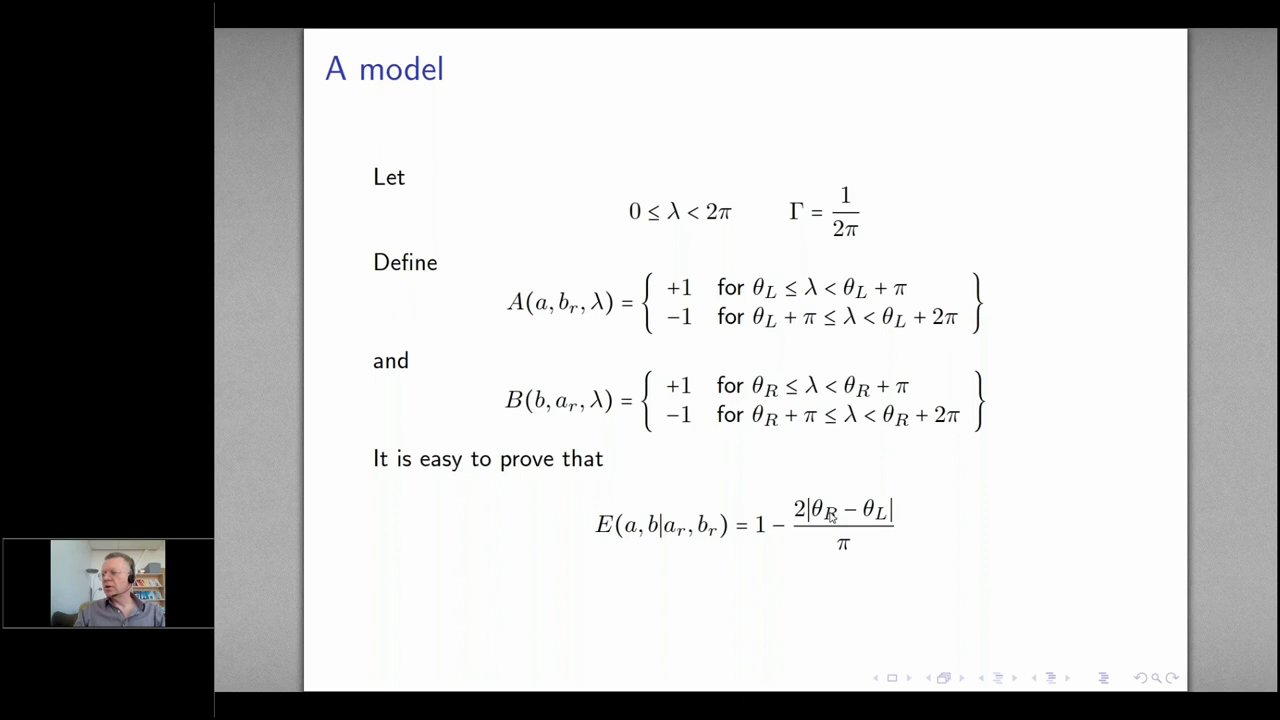 A model
Let
0 ≤ λ < 2π Γ = 1/2π
Define
A(a, b_r, λ) = { +1 for θ_L ≤ λ < θ_L + π
−1 for θ_L + π ≤ λ < θ_L + 2π }
and
B(b, a_r, λ) = { +1 for θ_R ≤ λ < θ_R + π
−1 for θ_R + π ≤ λ < θ_R + 2π }
It is easy to prove that
E(a, b|a_r, b_r) = 1 − 2|θ_R − θ_L|/π